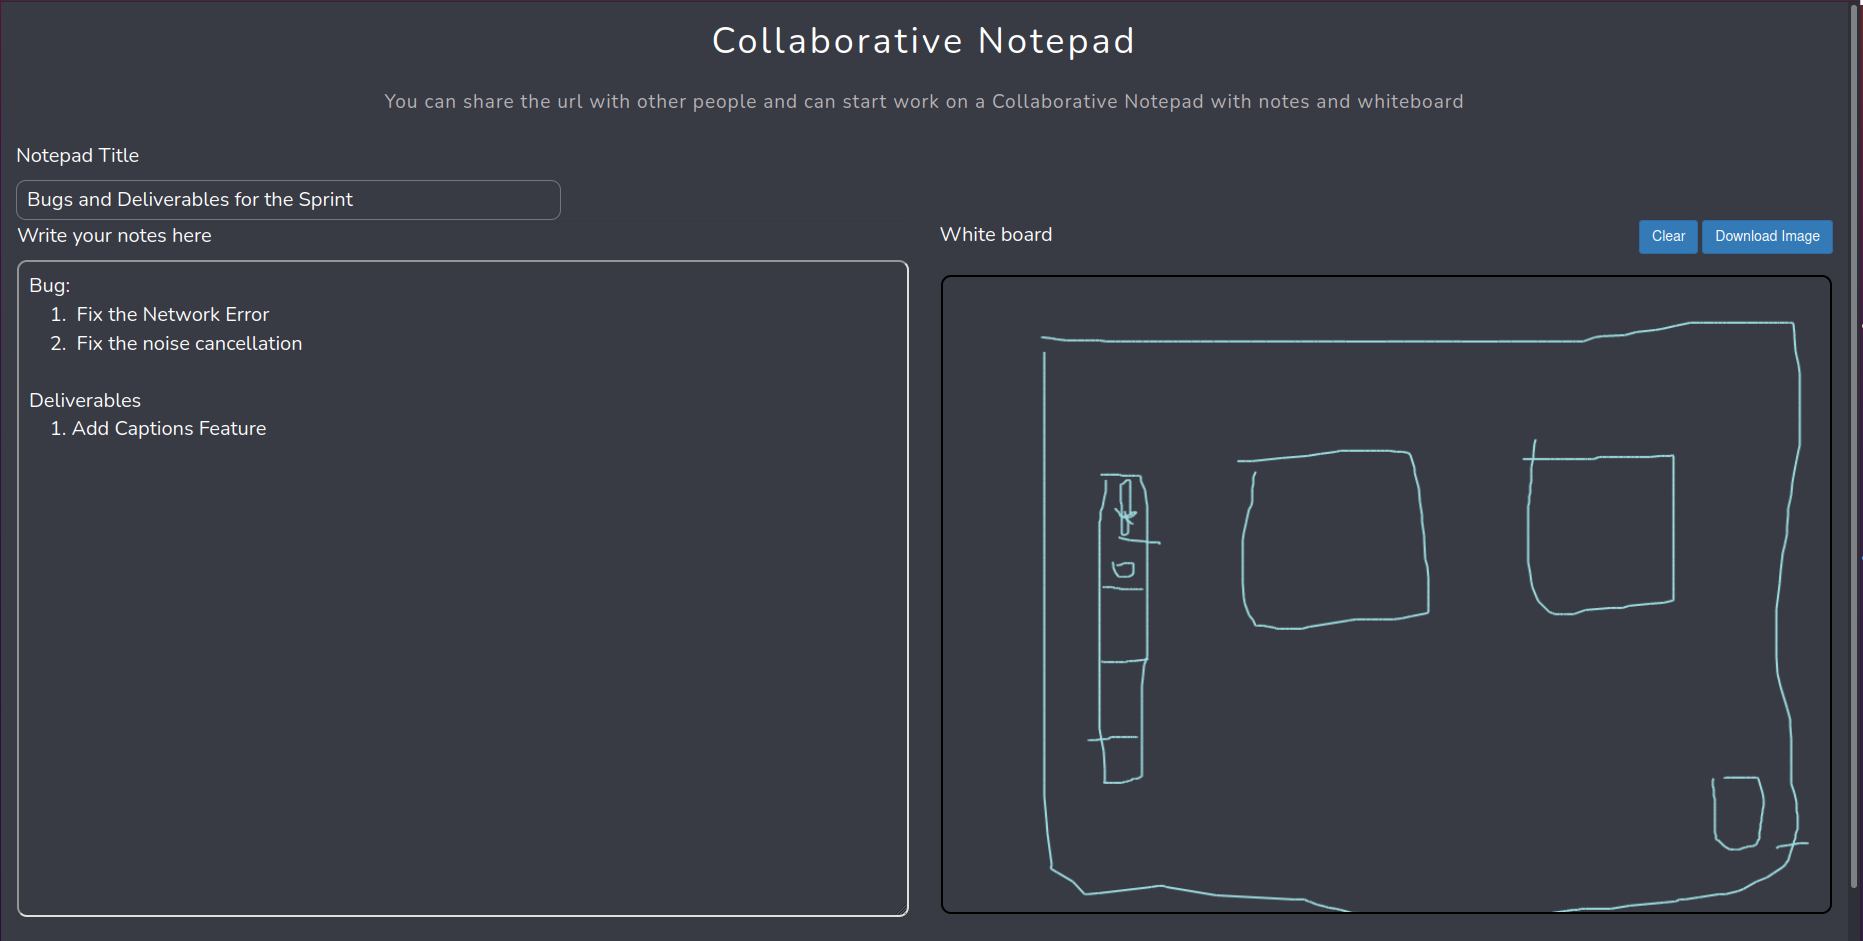 Collaborative Notepad
You can share the url with other people and can start work on a Collaborative Notepad with notes and whiteboard
Notepad Title
Bugs and Deliverables for the Sprint
Write your notes here
Bug:
1. Fix the Network Error
2. Fix the noise cancellation
Deliverables
1. Add Captions Feature
White board
Clear
Download Image